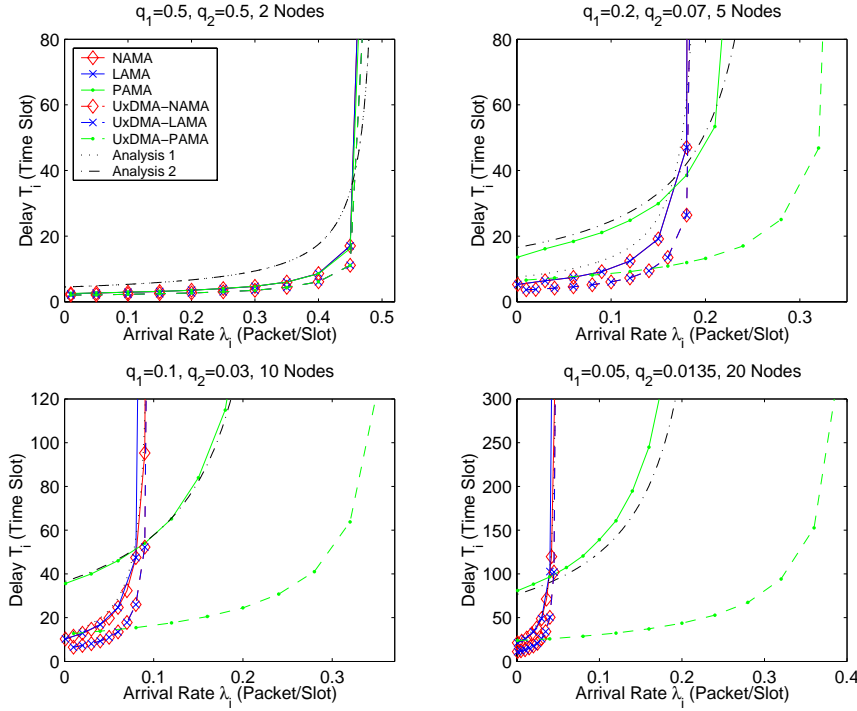 q1=0.5, q2=0.5, 2 Nodes
80
60
40
20
0
0 0.1 0.2 0.3 0.4 0.5
Delay Ti (Time Slot)
Arrival Rate λi (Packet/Slot)
NAMA
LAMA
PAMA
UxDMA−NAMA
UxDMA−LAMA
UxDMA−PAMA
Analysis 1
Analysis 2
q1=0.2, q2=0.07, 5 Nodes
80
60
40
20
0
0 0.1 0.2 0.3
Delay Ti (Time Slot)
Arrival Rate λi (Packet/Slot)
q1=0.1, q2=0.03, 10 Nodes
120
100
80
60
40
20
0
0 0.1 0.2 0.3
Delay Ti (Time Slot)
Arrival Rate λi (Packet/Slot)
q1=0.05, q2=0.0135, 20 Nodes
300
250
200
150
100
50
0
0 0.1 0.2 0.3 0.4
Delay Ti (Time Slot)
Arrival Rate λi (Packet/Slot)